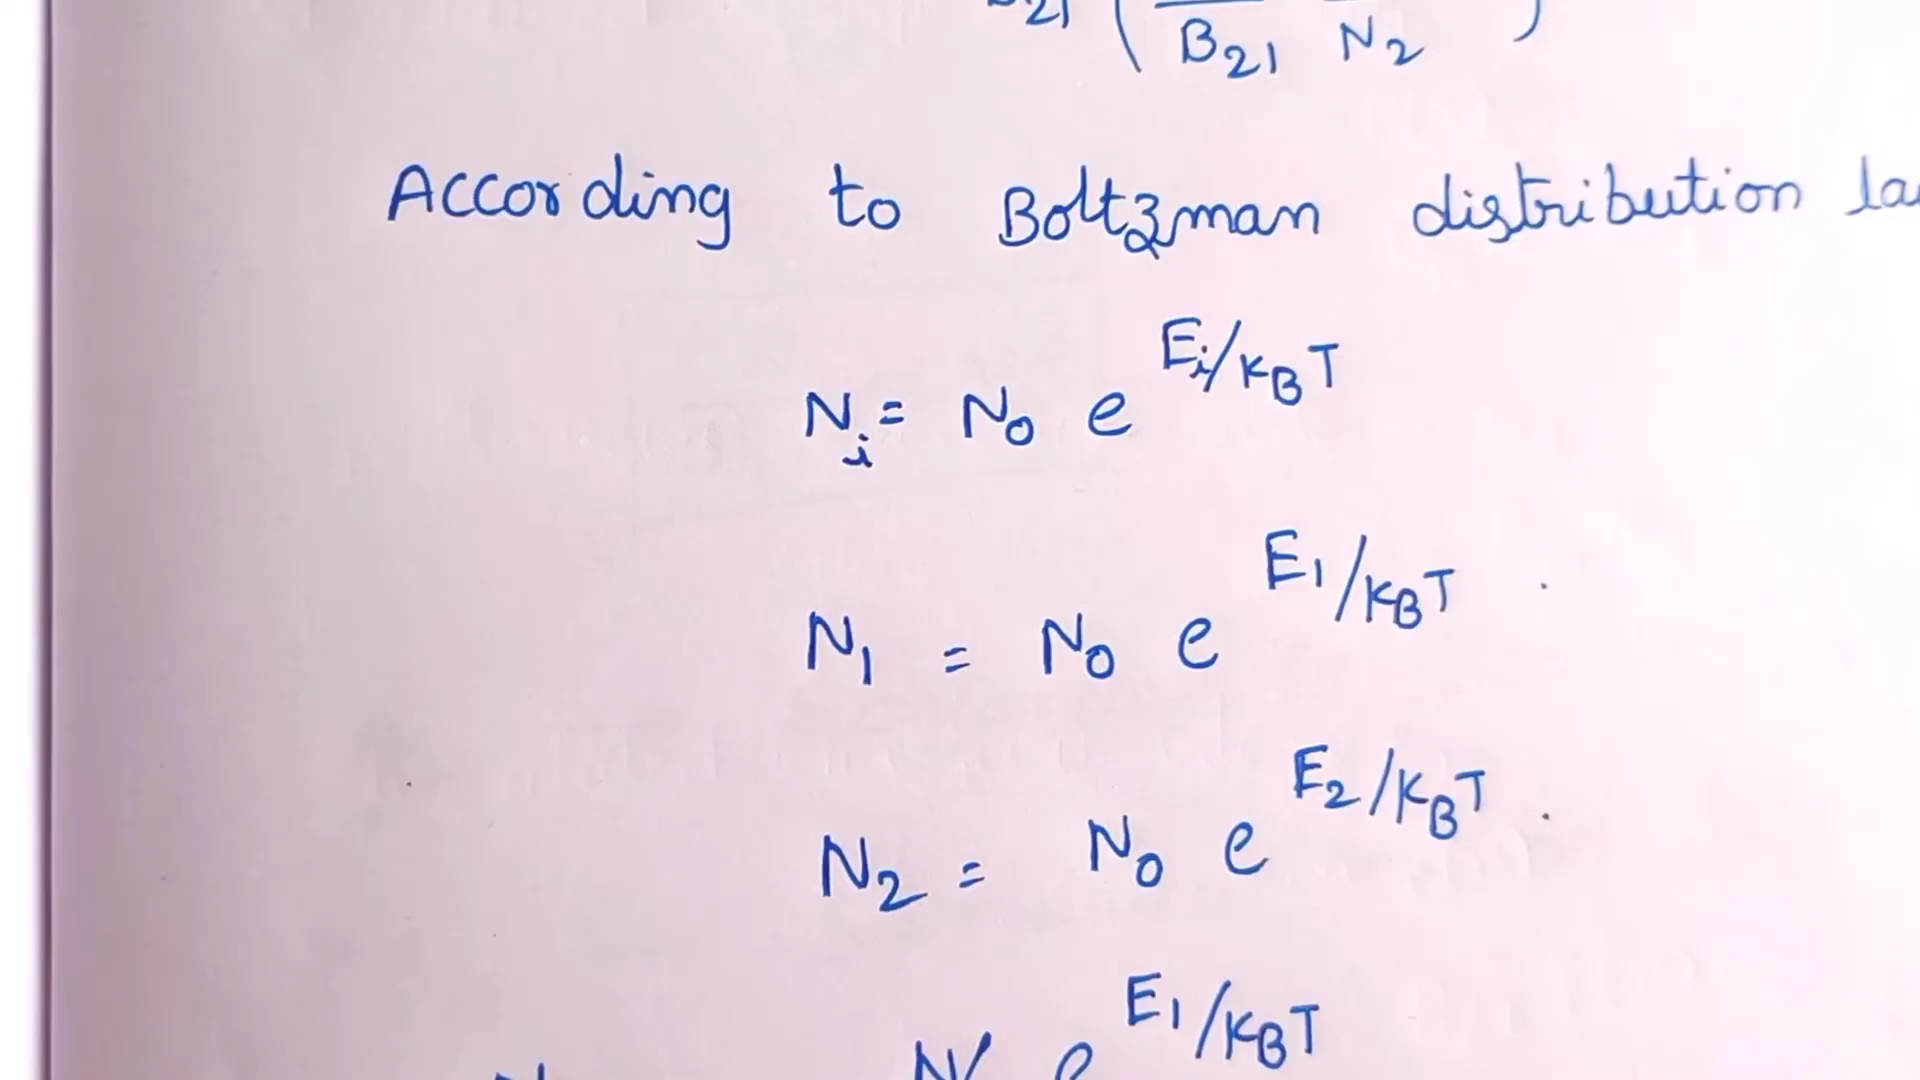 21 ( B21 N2 )
According to Boltzman distribution
Ni = N0 e^Ei/KBT
N1 = N0 e^E1/KBT
N2 = N0 e^E2/KBT
N e^E1/KBT